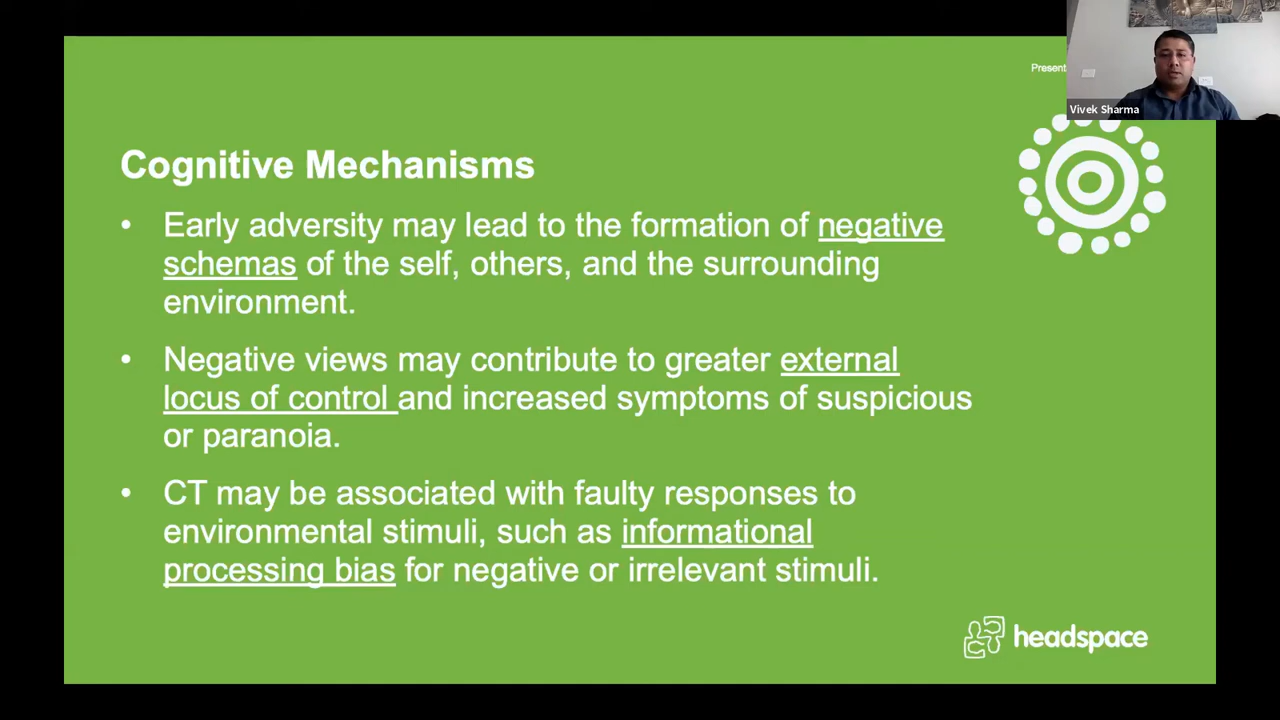 Present
Vivek Sharma
Cognitive Mechanisms
• Early adversity may lead to the formation of negative
schemas of the self, others, and the surrounding
environment.
• Negative views may contribute to greater external
locus of control and increased symptoms of suspicious
or paranoia.
• CT may be associated with faulty responses to
environmental stimuli, such as informational
processing bias for negative or irrelevant stimuli.
headspace